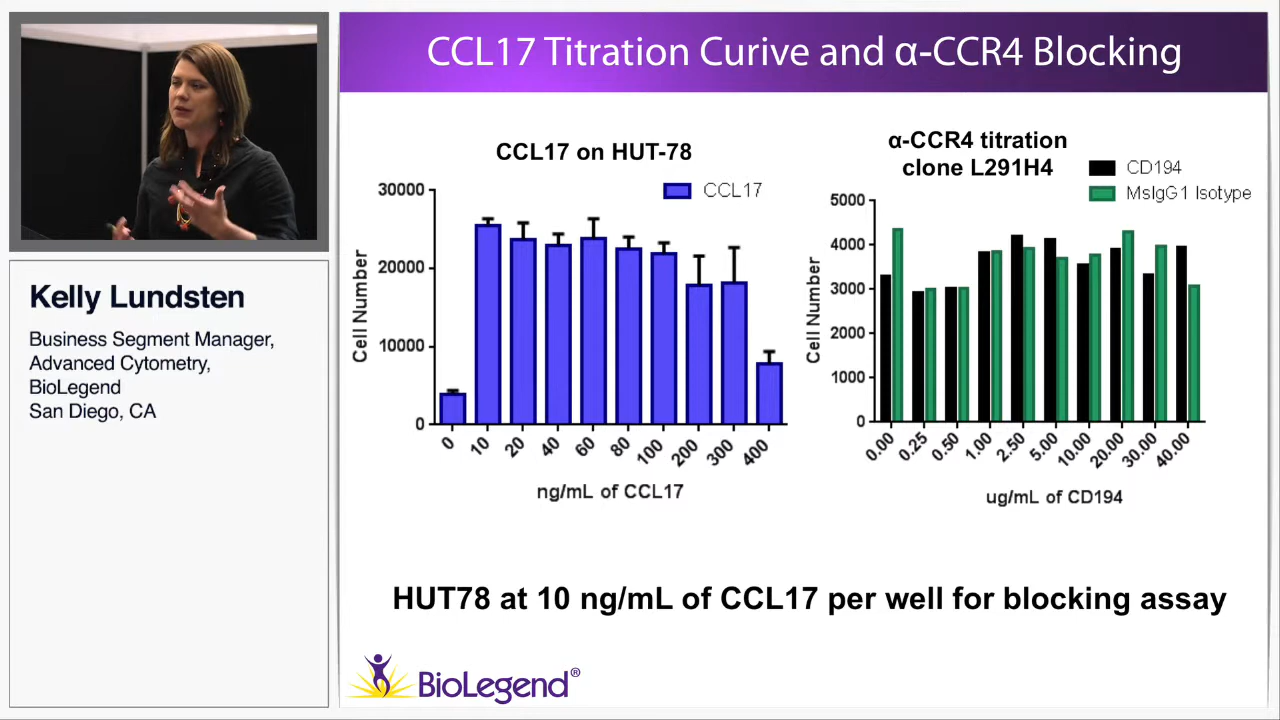 CCL17 Titration Curive and α-CCR4 Blocking
Kelly Lundsten
Business Segment Manager,
Advanced Cytometry,
BioLegend
San Diego, CA
CCL17 on HUT-78
CCL17
30000
20000
10000
0
Cell Number
0 10 20 40 60 80 100 200 300 400
ng/mL of CCL17
α-CCR4 titration
clone L291H4
CD194
MsIgG1 Isotype
5000
4000
3000
2000
1000
0
Cell Number
0.00 0.25 0.50 1.00 2.50 5.00 10.00 20.00 30.00 40.00
ug/mL of CD194
HUT78 at 10 ng/mL of CCL17 per well for blocking assay
BioLegend®